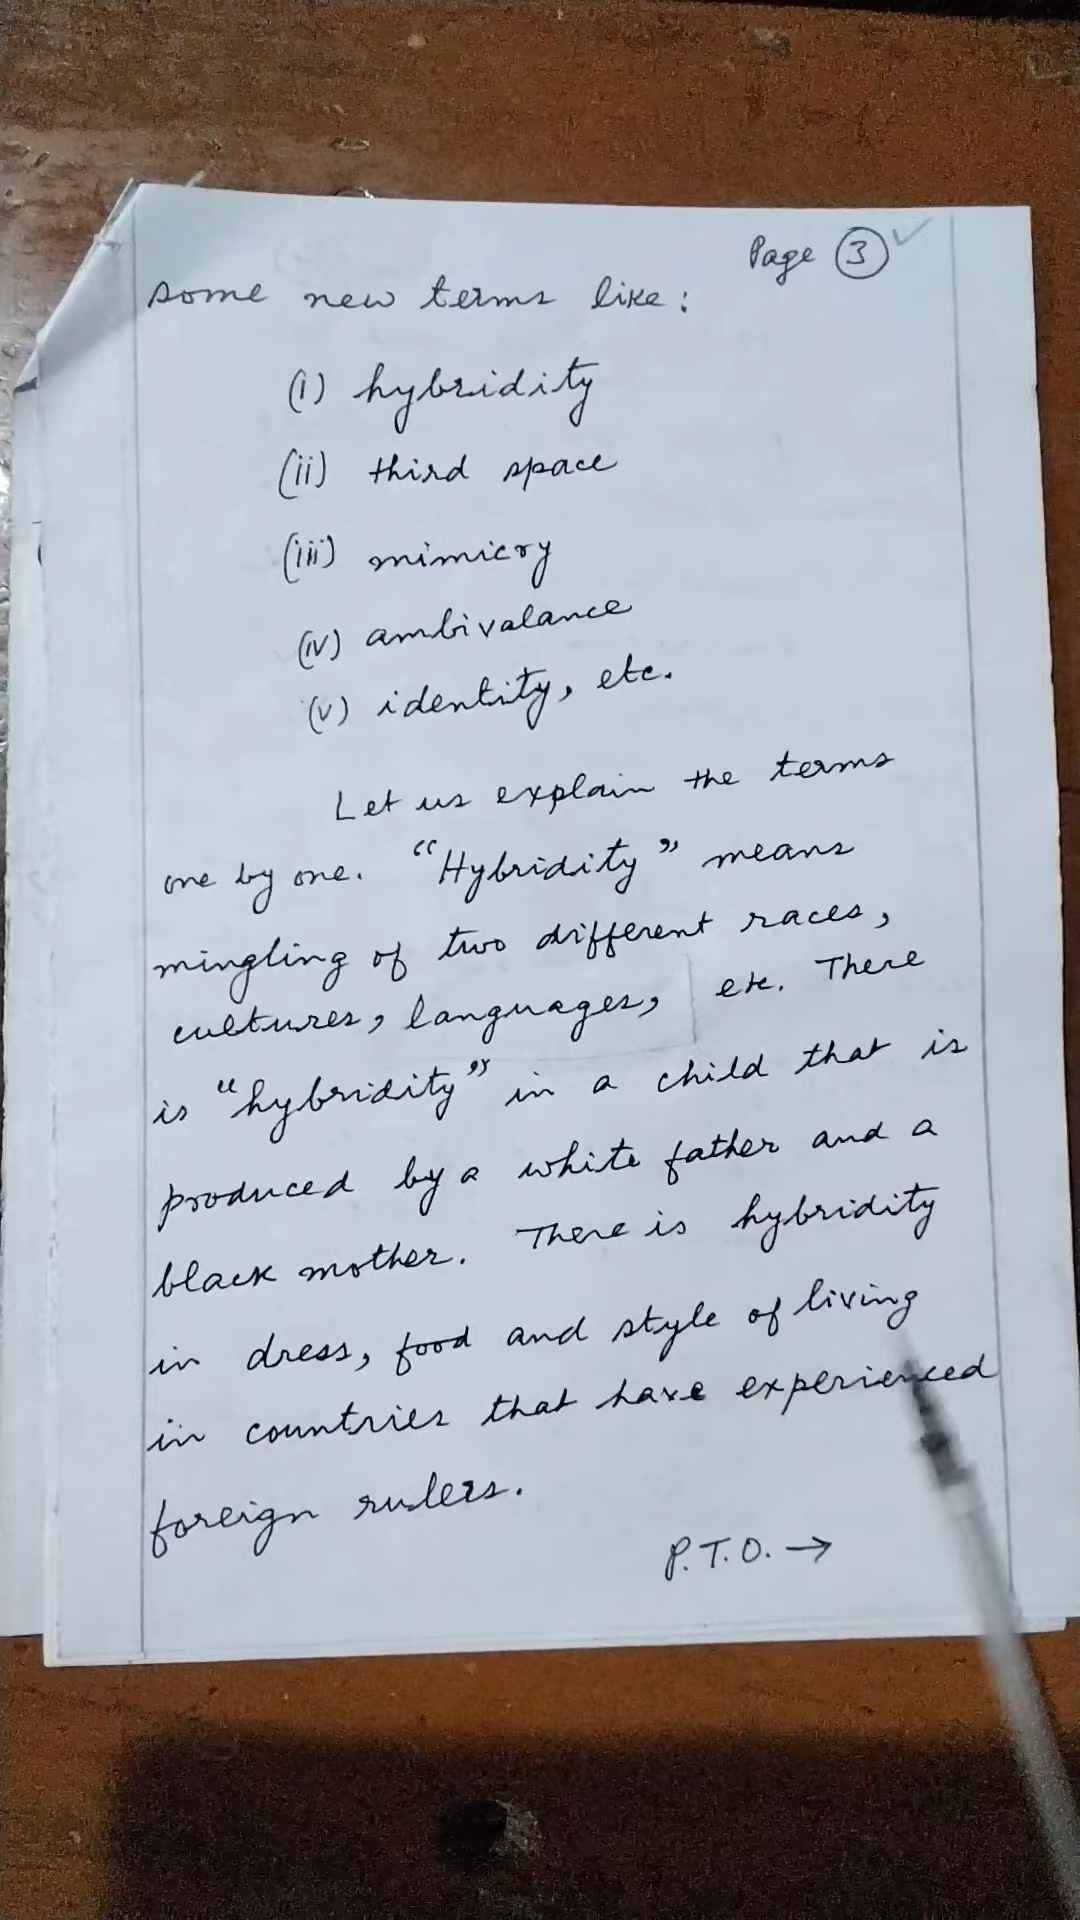 Page 3
some new terms like:
(i) hybridity
(ii) third space
(iii) mimicry
(iv) ambivalance
(v) identity, etc.
Let us explain the terms
one by one. "Hybridity" means
mingling of two different races,
cultures, languages, etc. There
is "hybridity" in a child that is
produced by a white father and a
black mother. There is hybridity
in dress, food and style of living
in countries that have experienced
foreign rulers.
P.T.O. →